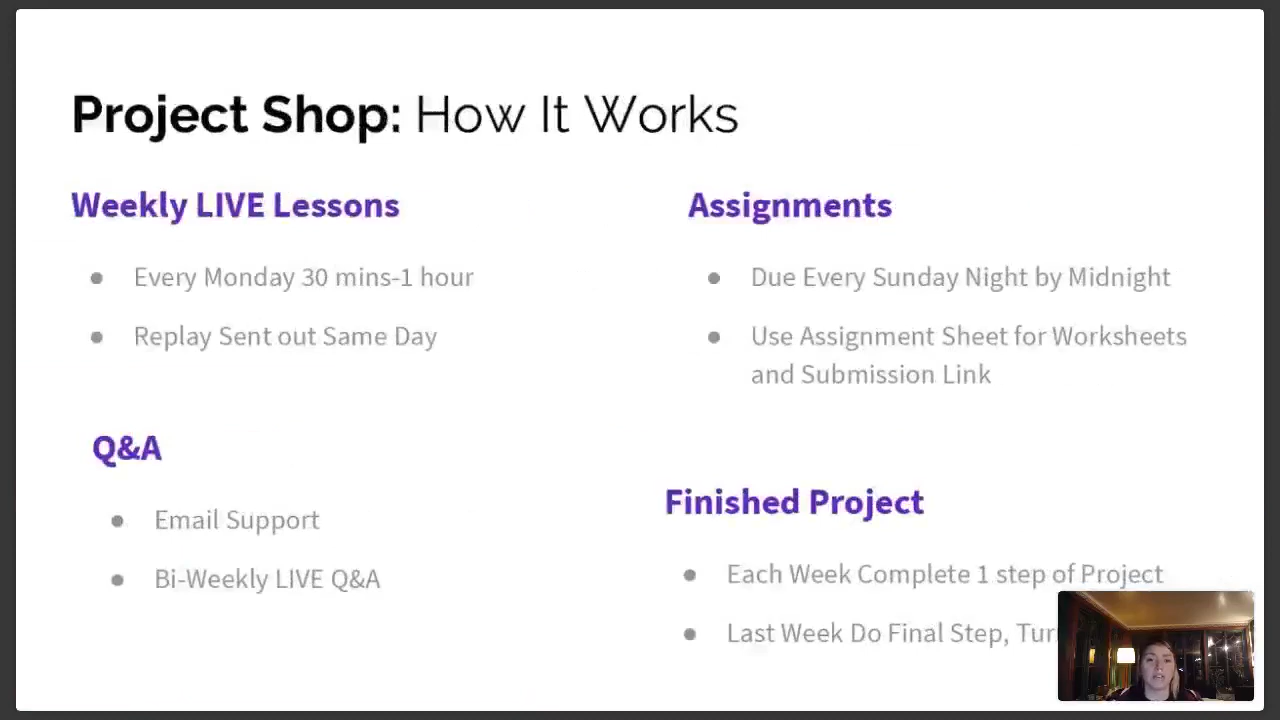 Project Shop: How It Works
Weekly LIVE Lessons
● Every Monday 30 mins-1 hour
● Replay Sent out Same Day
Q&A
● Email Support
● Bi-Weekly LIVE Q&A
Assignments
● Due Every Sunday Night by Midnight
● Use Assignment Sheet for Worksheets
and Submission Link
Finished Project
● Each Week Complete 1 step of Project
● Last Week Do Final Step,